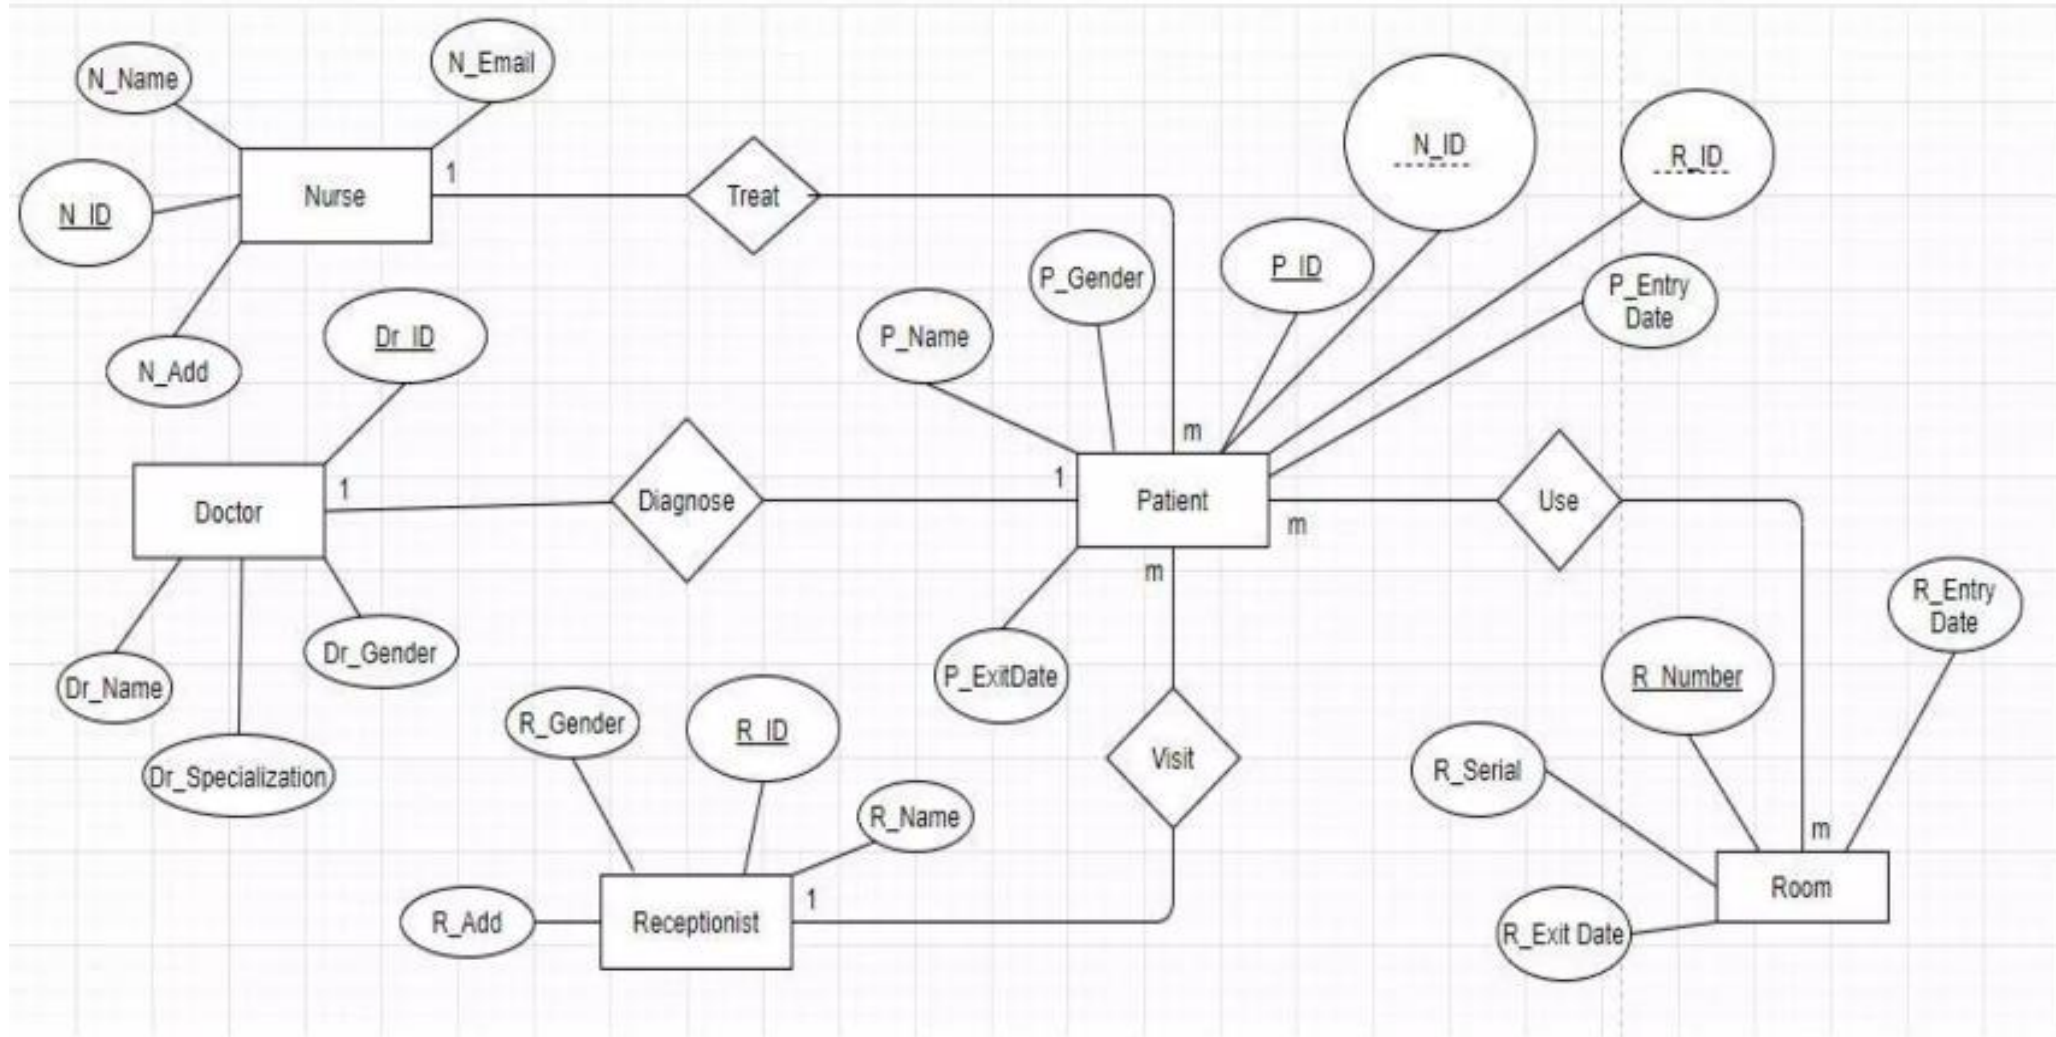 N_Name
N_Email
N_ID
Nurse
1
Treat
N_ID
R_ID
N_Add
Dr_ID
P_Name
P_Gender
P_ID
P_Entry
Date
m
Doctor
1
Diagnose
1
Patient
m
Use
m
Dr_Name
Dr_Gender
Dr_Specialization
P_ExitDate
Visit
R_Gender
R_ID
R_Name
R_Add
Receptionist
1
R_Number
R_Entry
Date
R_Serial
m
Room
R_Exit Date